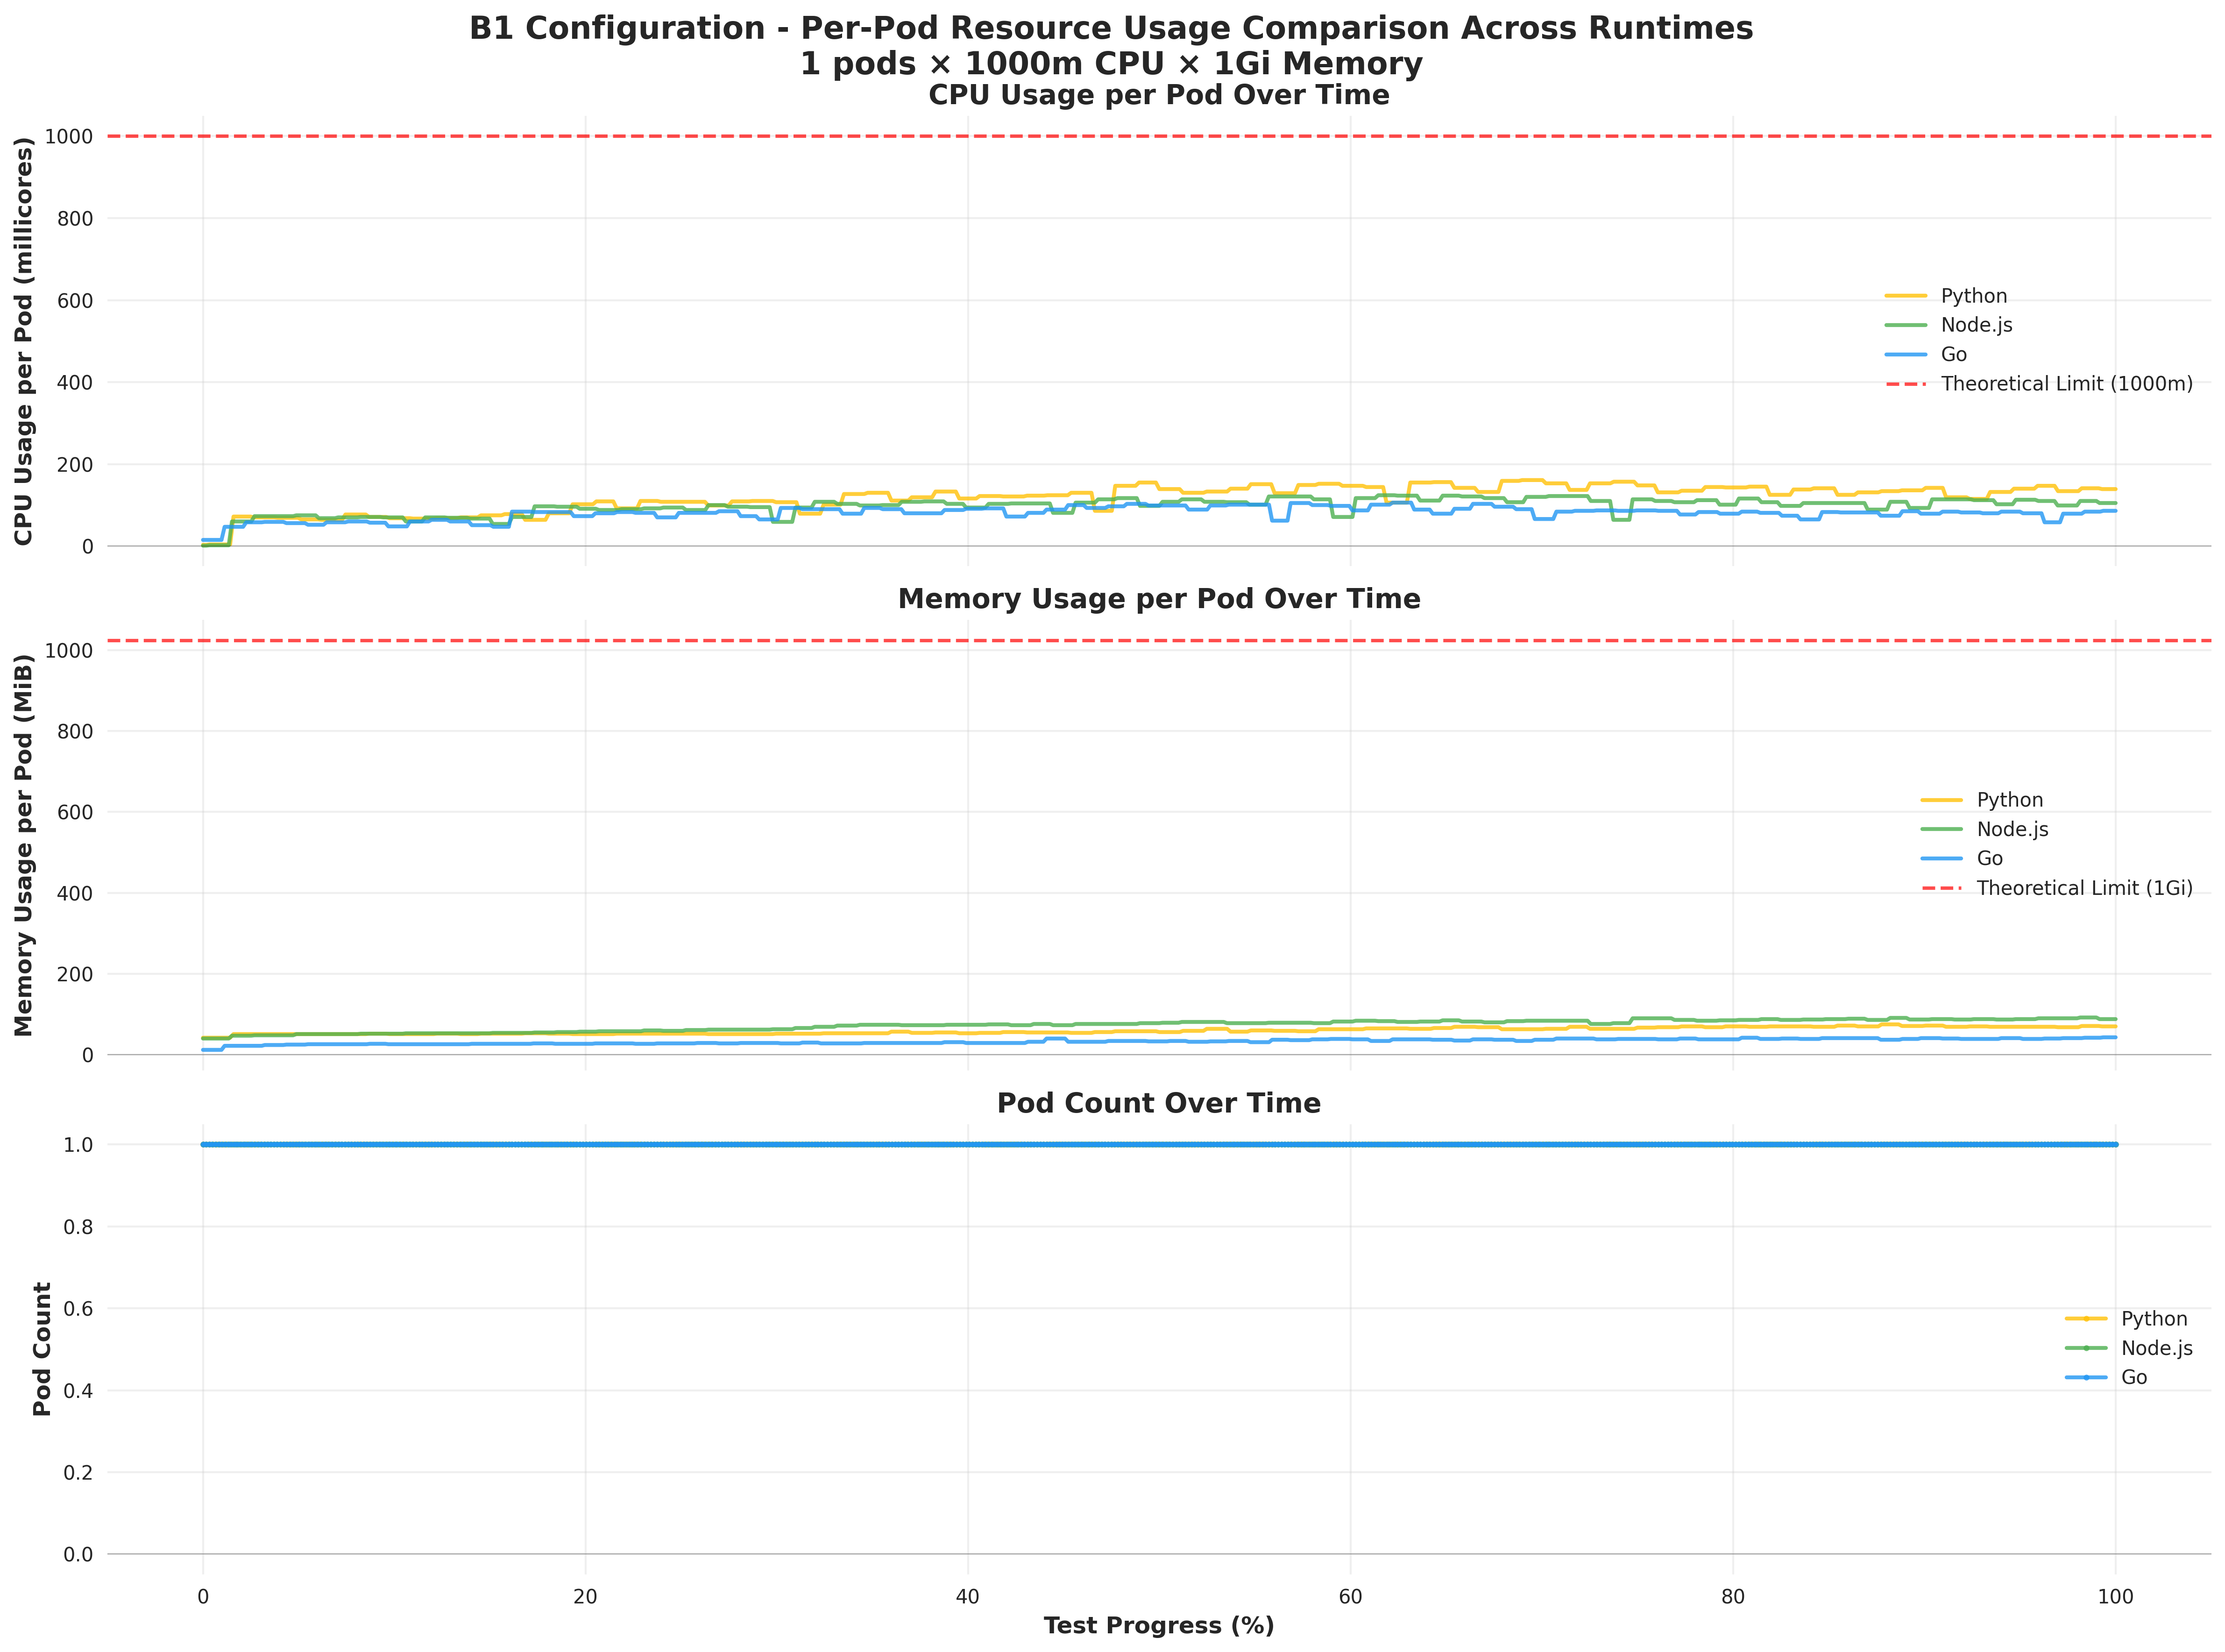 B1 Configuration - Per-Pod Resource Usage Comparison Across Runtimes
1 pods × 1000m CPU × 1Gi Memory
CPU Usage per Pod Over Time
CPU Usage per Pod (millicores)
1000
800
600
400
200
0
Python
Node.js
Go
Theoretical Limit (1000m)
Memory Usage per Pod Over Time
Memory Usage per Pod (MiB)
1000
800
600
400
200
0
Python
Node.js
Go
Theoretical Limit (1Gi)
Pod Count Over Time
Pod Count
1.0
0.8
0.6
0.4
0.2
0.0
Python
Node.js
Go
0 20 40 60 80 100
Test Progress (%)